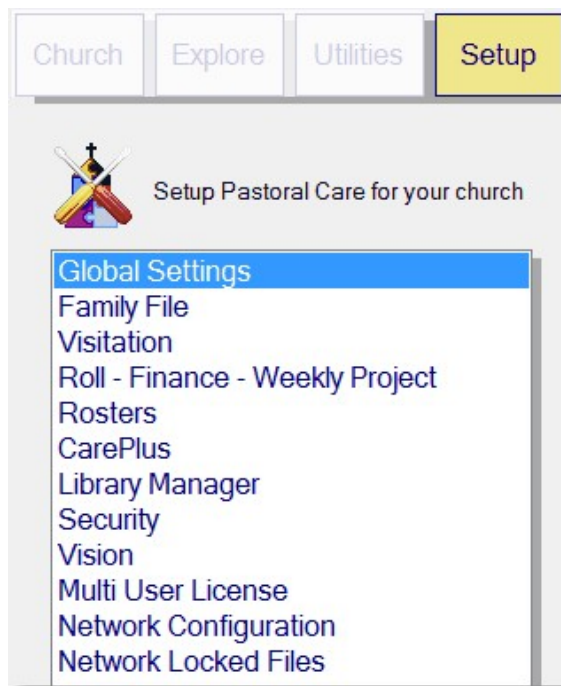 Church Explore Utilities Setup
Setup Pastoral Care for your church
Global Settings
Family File
Visitation
Roll - Finance - Weekly Project
Rosters
CarePlus
Library Manager
Security
Vision
Multi User License
Network Configuration
Network Locked Files